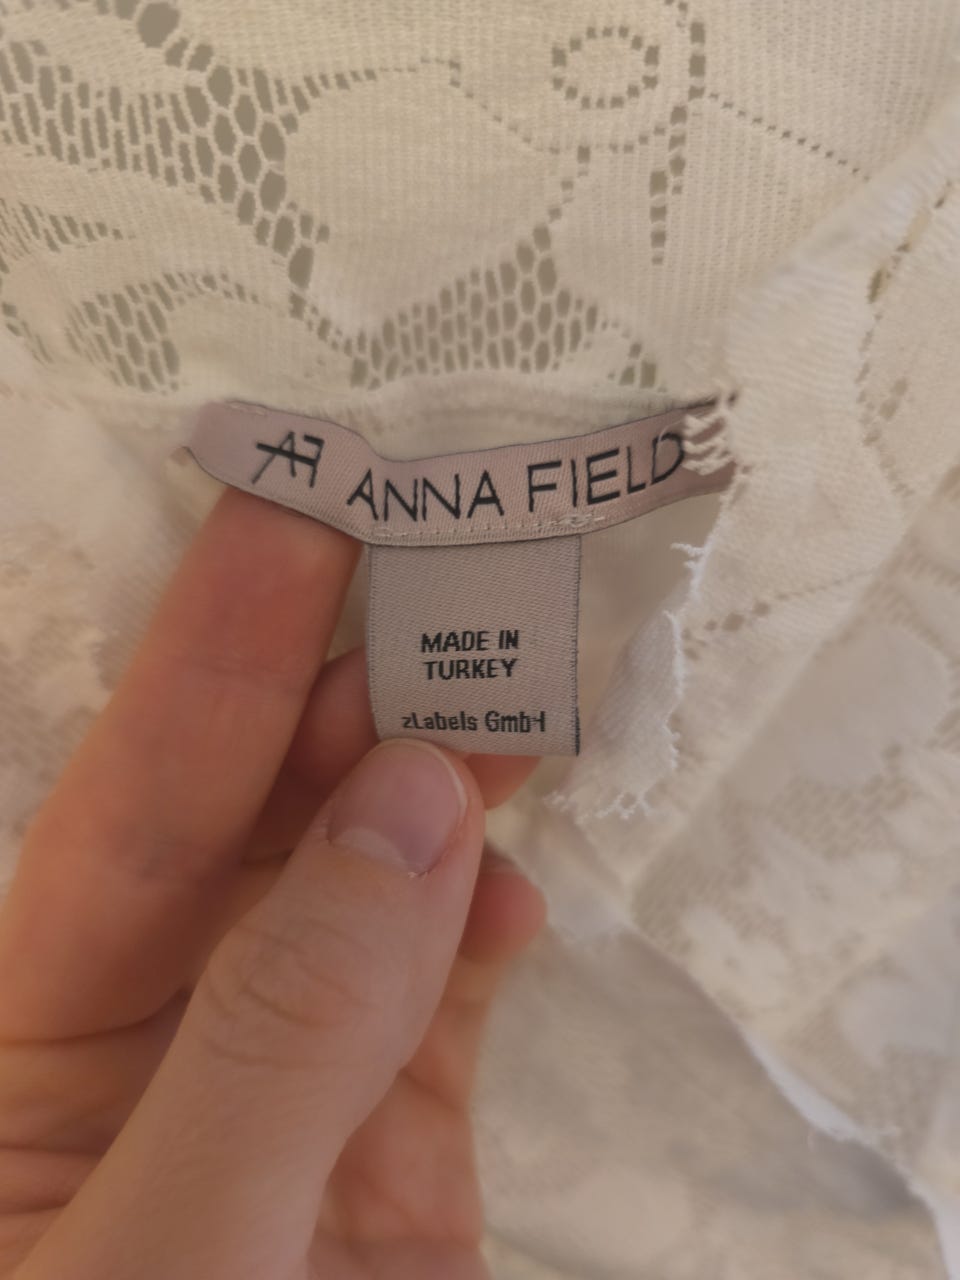 AF ANNA FIELD
MADE IN
TURKEY
zLabels GmbH